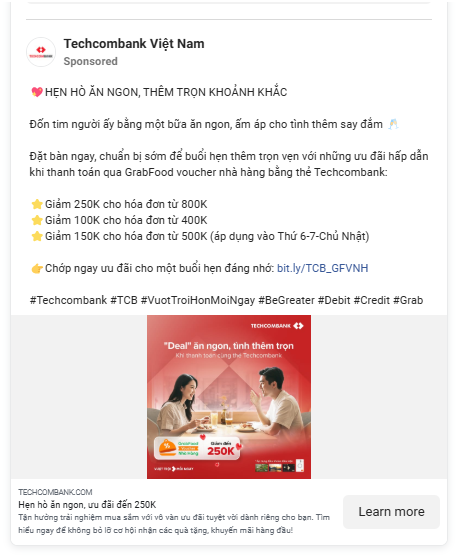 Techcombank Việt Nam
Sponsored
💖HẸN HÒ ĂN NGON, THÊM TRỌN KHOẢNH KHẮC
Đốn tim người ấy bằng một bữa ăn ngon, ấm áp cho tình thêm say đắm 🥂
Đặt bàn ngay, chuẩn bị sớm để buổi hẹn thêm trọn vẹn với những ưu đãi hấp dẫn
khi thanh toán qua GrabFood voucher nhà hàng bằng thẻ Techcombank:
⭐Giảm 250K cho hóa đơn từ 800K
⭐Giảm 100K cho hóa đơn từ 400K
⭐Giảm 150K cho hóa đơn từ 500K (áp dụng vào Thứ 6-7-Chủ Nhật)
👉Chớp ngay ưu đãi cho một buổi hẹn đáng nhớ: bit.ly/TCB_GFVNH
#Techcombank #TCB #VuotTroiHonMoiNgay #BeGreater #Debit #Credit #Grab
TECHCOMBANK
"Deal" ăn ngon, tình thêm trọn
Khi thanh toán cùng thẻ Techcombank
GrabFood
Nhà Hàng
Giảm đến
250K
VƯỢT TRỘI HƠN MỖI NGÀY
TECHCOMBANK.COM
Hẹn hò ăn ngon, ưu đãi đến 250K
Tận hưởng trải nghiệm mua sắm với vô vàn ưu đãi tuyệt vời dành riêng cho bạn. Tìm
hiểu ngay để không bỏ lỡ cơ hội nhận các quà tặng, khuyến mãi hàng đầu!
Learn more